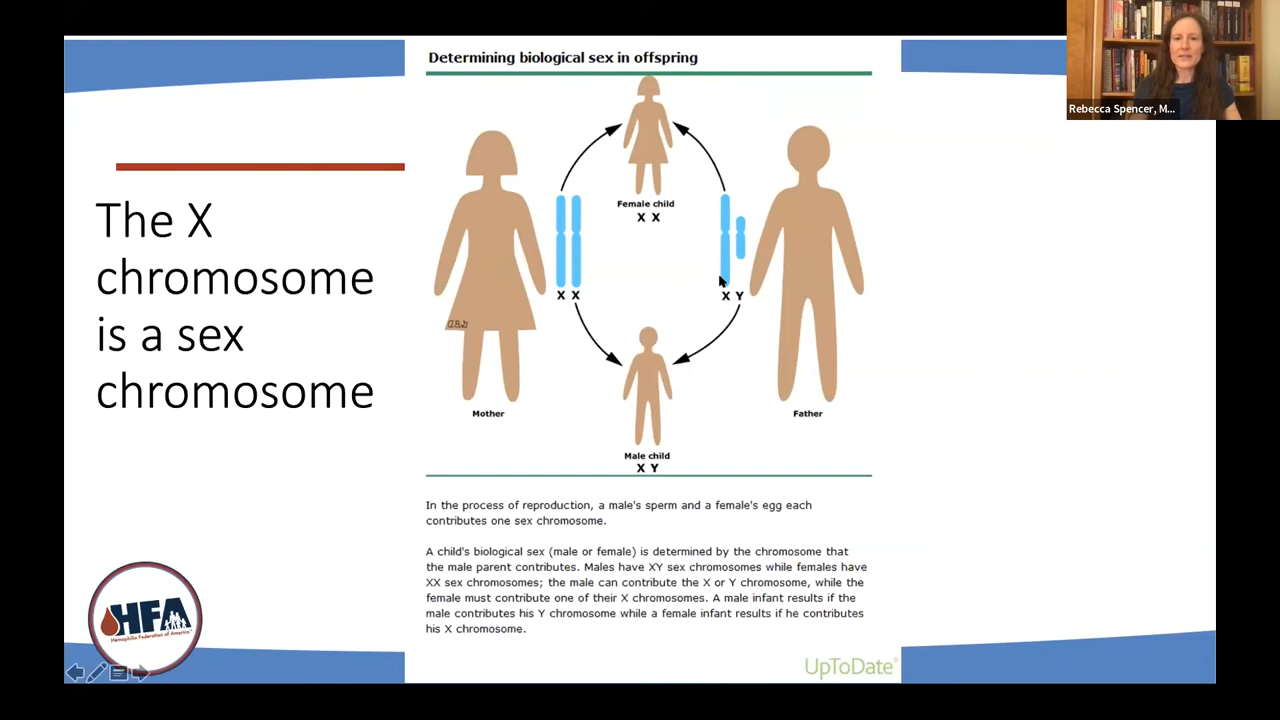 Determining biological sex in offspring
Rebecca Spencer, M...
The X
chromosome
is a sex
chromosome
Female child
X X
X X
X Y
Mother
Father
Male child
X Y
In the process of reproduction, a male's sperm and a female's egg each
contributes one sex chromosome.
A child's biological sex (male or female) is determined by the chromosome that
the male parent contributes. Males have XY sex chromosomes while females have
XX sex chromosomes; the male can contribute the X or Y chromosome, while the
female must contribute one of their X chromosomes. A male infant results if the
male contributes his Y chromosome while a female infant results if he contributes
his X chromosome.
HFA
Hemophilia Federation of America
UpToDate®